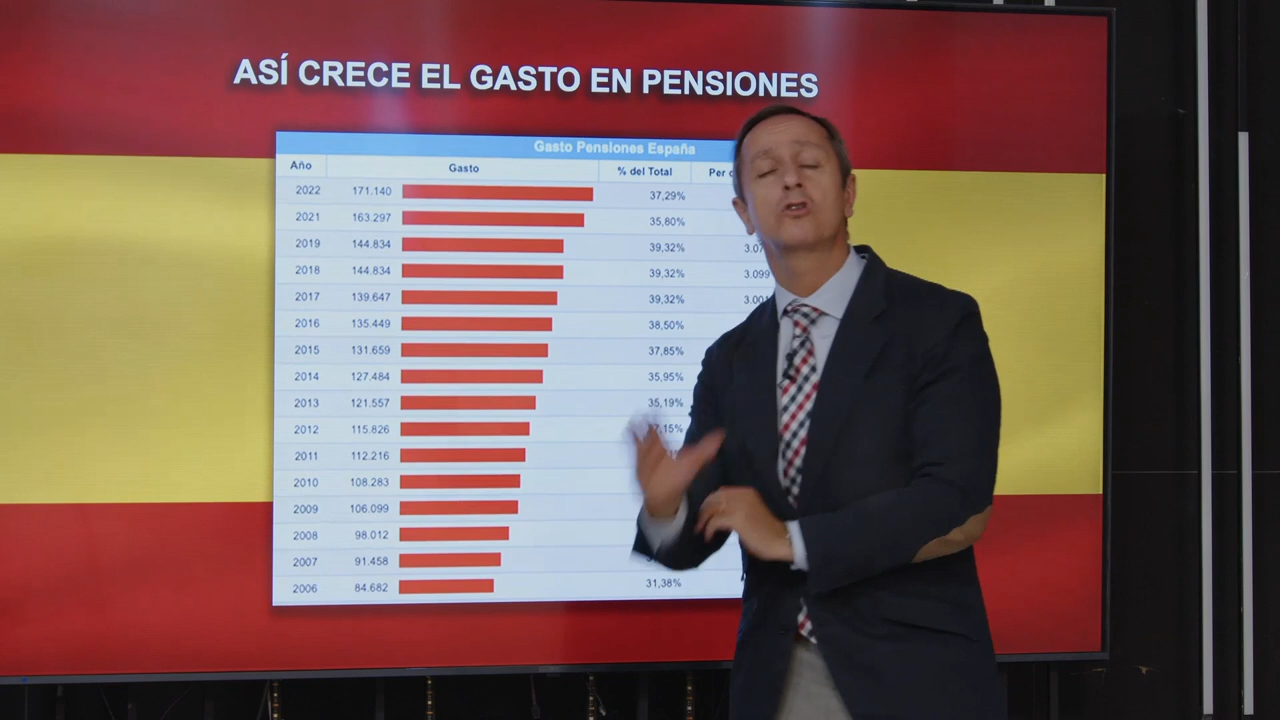 ASÍ CRECE EL GASTO EN PENSIONES
Gasto Pensiones España
Año Gasto % del Total Per
2022 171.140 37,29%
2021 163.297 35,80%
2019 144.834 39,32%
2018 144.834 39,32% 3.099
2017 139.647 39,32%
2016 135.449 38,50%
2015 131.659 37,85%
2014 127.484 35,95%
2013 121.557 35,19%
2012 115.826
2011 112.216
2010 108.283
2009 106.099
2008 98.012
2007 91.458
2006 84.682 31,38%